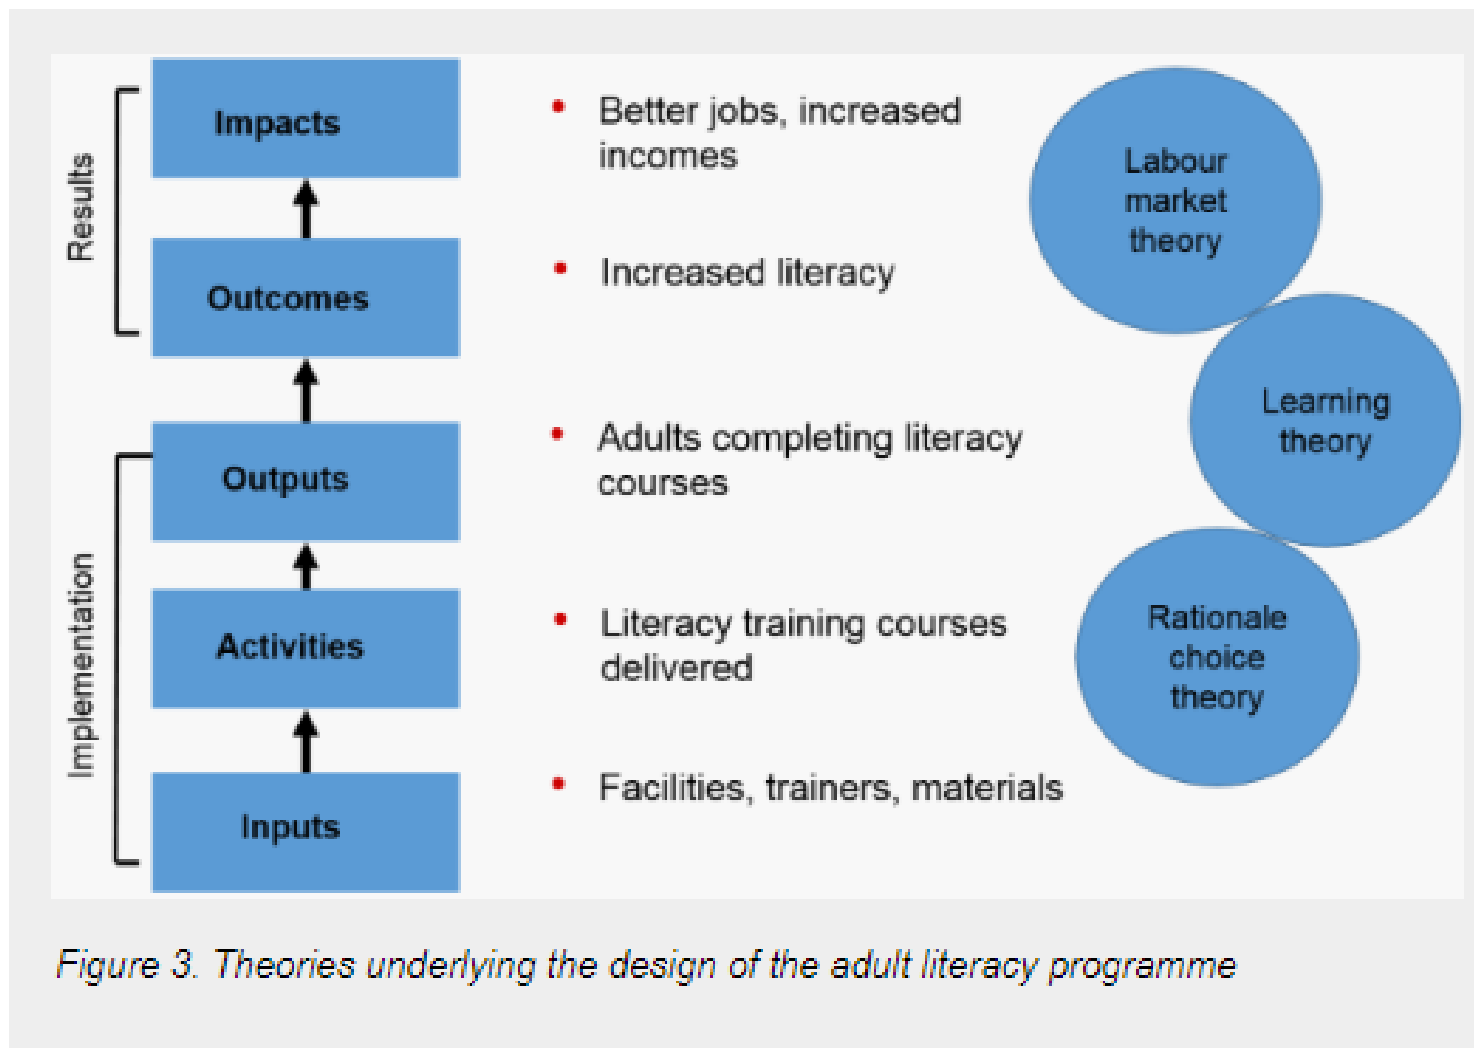 Results
Implementation
Impacts
Outcomes
Outputs
Activities
Inputs
• Better jobs, increased
incomes
• Increased literacy
• Adults completing literacy
courses
• Literacy training courses
delivered
• Facilities, trainers, materials
Labour
market
theory
Learning
theory
Rationale
choice
theory
Figure 3. Theories underlying the design of the adult literacy programme